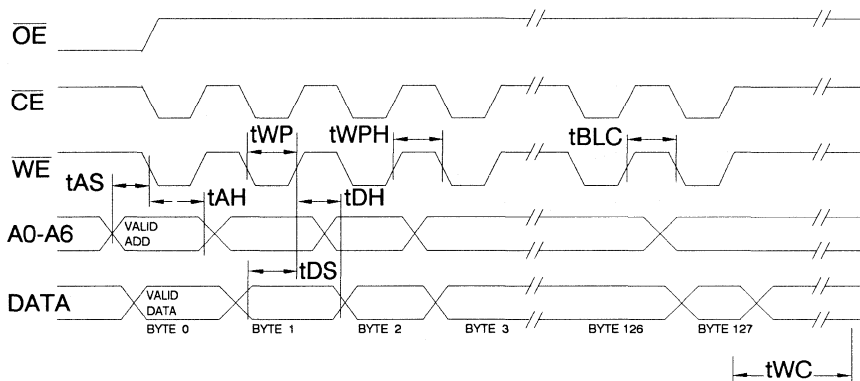 OE
CE
tWP tWPH tBLC
WE
tAS tAH tDH
A0-A6 VALID ADD
tDS
DATA VALID DATA
BYTE 0 BYTE 1 BYTE 2 BYTE 3 BYTE 126 BYTE 127
tWC